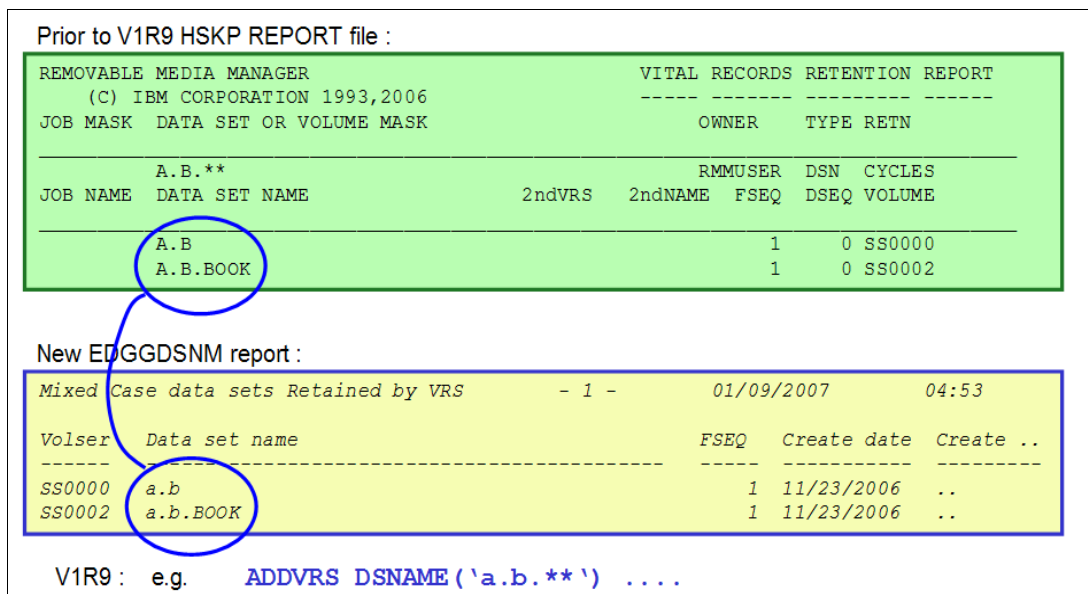 Prior to V1R9 HSKP REPORT file :
REMOVABLE MEDIA MANAGER VITAL RECORDS RETENTION REPORT
(C) IBM CORPORATION 1993,2006 ----- ------- --------- ------
JOB MASK DATA SET OR VOLUME MASK OWNER TYPE RETN
A.B.** RMMUSER DSN CYCLES
JOB NAME DATA SET NAME 2ndVRS 2ndNAME FSEQ DSEQ VOLUME
A.B 1 0 SS0000
A.B.BOOK 1 0 SS0002
New EDGGDSNM report :
Mixed Case data sets Retained by VRS - 1 - 01/09/2007 04:53
Volser Data set name FSEQ Create date Create ..
------ -------------------------------------------- ----- ----------- ---------
SS0000 a.b 1 11/23/2006 ..
SS0002 a.b.BOOK 1 11/23/2006 ..
V1R9 : e.g. ADDVRS DSNAME(‘a.b.**‘) ....